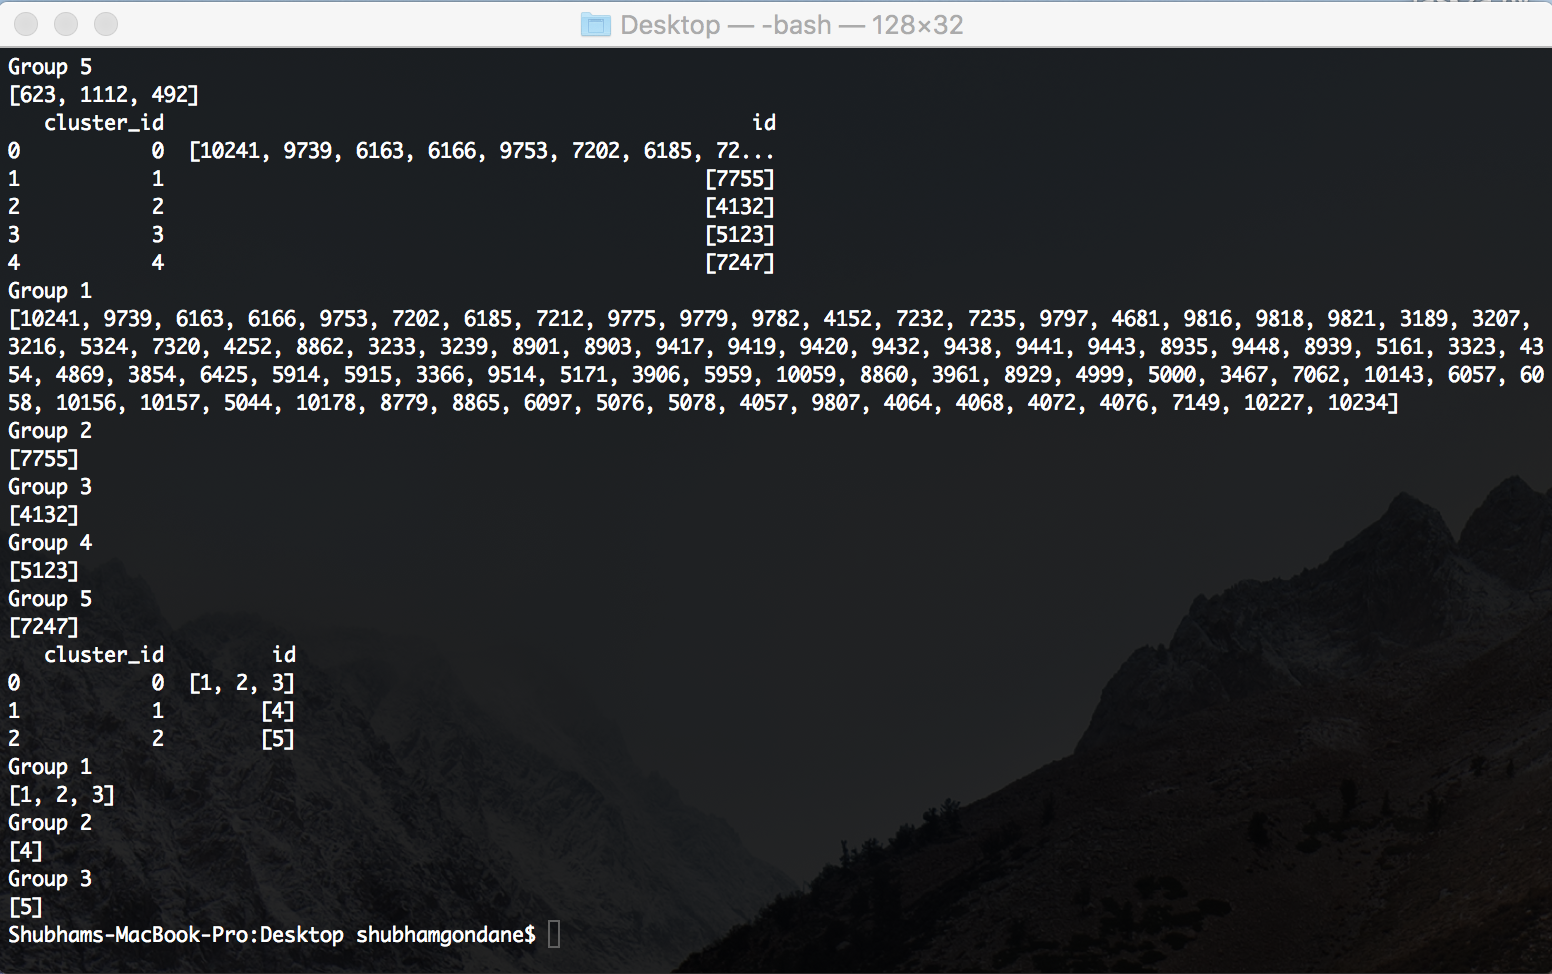 Desktop — -bash — 128×32
Group 5
[623, 1112, 492]
cluster_id id
0 0 [10241, 9739, 6163, 6166, 9753, 7202, 6185, 72...
1 1 [7755]
2 2 [4132]
3 3 [5123]
4 4 [7247]
Group 1
[10241, 9739, 6163, 6166, 9753, 7202, 6185, 7212, 9775, 9779, 9782, 4152, 7232, 7235, 9797, 4681, 9816, 9818, 9821, 3189, 3207,
3216, 5324, 7320, 4252, 8862, 3233, 3239, 8901, 8903, 9417, 9419, 9420, 9432, 9438, 9441, 9443, 8935, 9448, 8939, 5161, 3323, 43
54, 4869, 3854, 6425, 5914, 5915, 3366, 9514, 5171, 3906, 5959, 10059, 8860, 3961, 8929, 4999, 5000, 3467, 7062, 10143, 6057, 60
58, 10156, 10157, 5044, 10178, 8779, 8865, 6097, 5076, 5078, 4057, 9807, 4064, 4068, 4072, 4076, 7149, 10227, 10234]
Group 2
[7755]
Group 3
[4132]
Group 4
[5123]
Group 5
[7247]
cluster_id id
0 0 [1, 2, 3]
1 1 [4]
2 2 [5]
Group 1
[1, 2, 3]
Group 2
[4]
Group 3
[5]
Shubhams-MacBook-Pro:Desktop shubhamgondane$